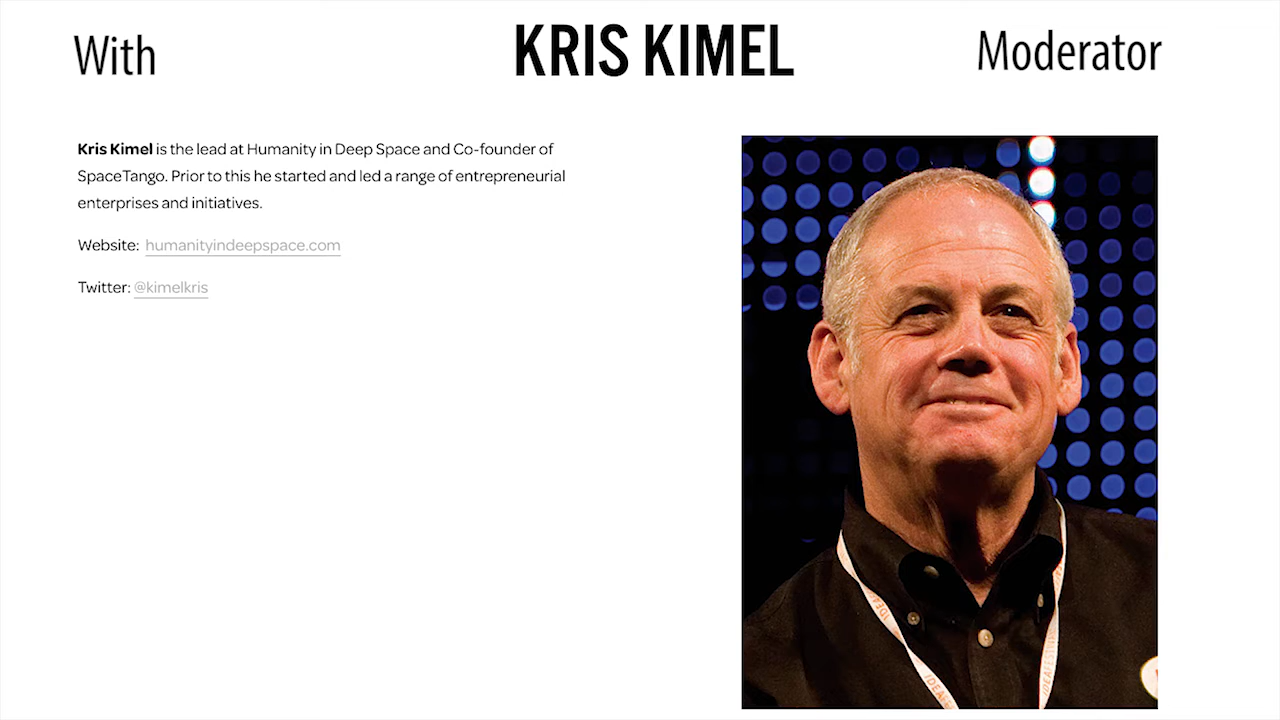 With KRIS KIMEL Moderator
Kris Kimel is the lead at Humanity in Deep Space and Co-founder of
SpaceTango. Prior to this he started and led a range of entrepreneurial
enterprises and initiatives.
Website: humanityindeepspace.com
Twitter: @kimelkris